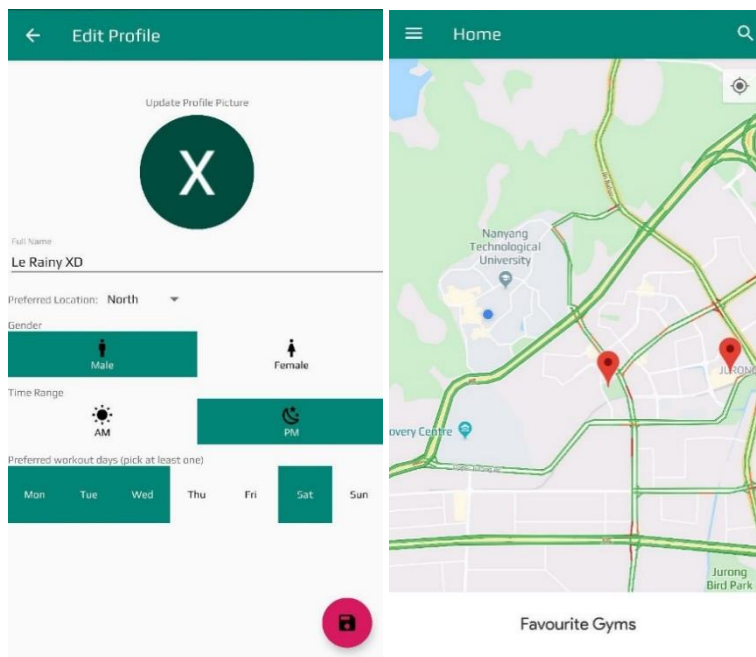 Edit Profile
Update Profile Picture
X
Full Name
Le Rainy XD
Preferred Location: North
Gender
Male
Female
Time Range
AM
PM
Preferred workout days (pick at least one)
Mon Tue Wed Thu Fri Sat Sun
Home
Nanyang
Technological
University
JURONG
overy Centre
Jurong
Bird Park
Favourite Gyms